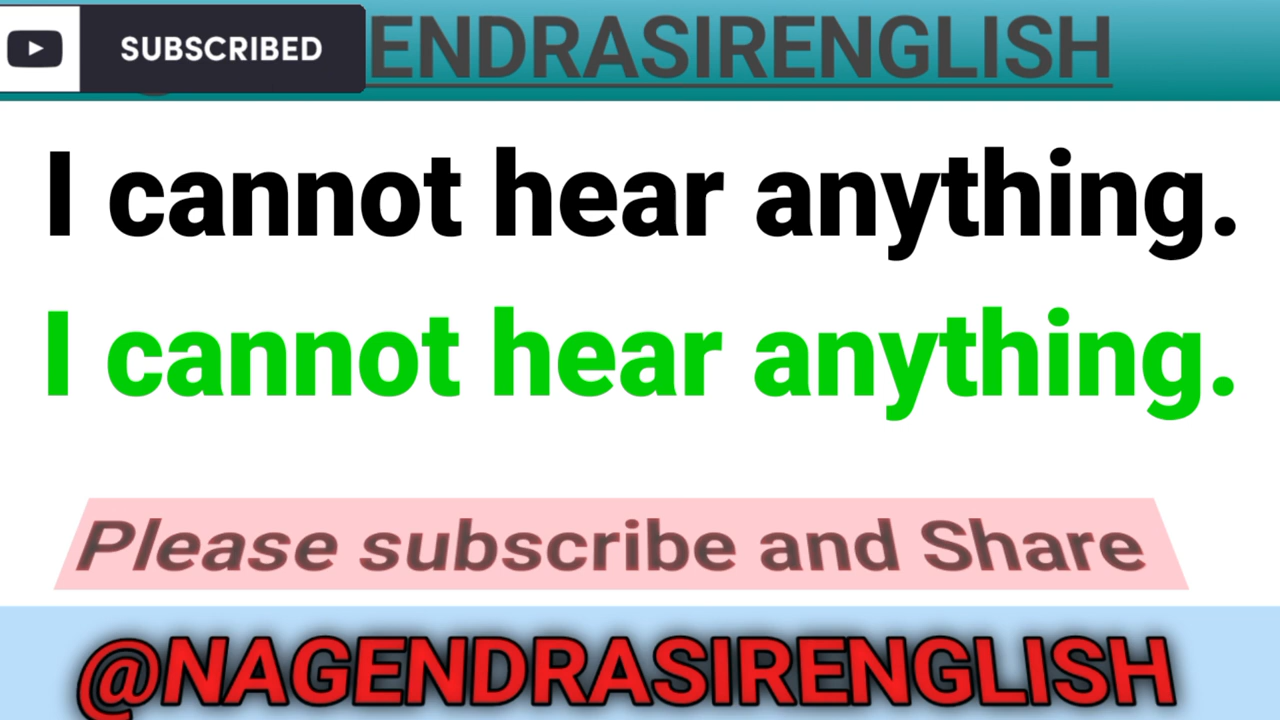 SUBSCRIBED ENDRASIRENGLISH
I cannot hear anything.
I cannot hear anything.
Please subscribe and Share
@NAGENDRASIRENGLISH